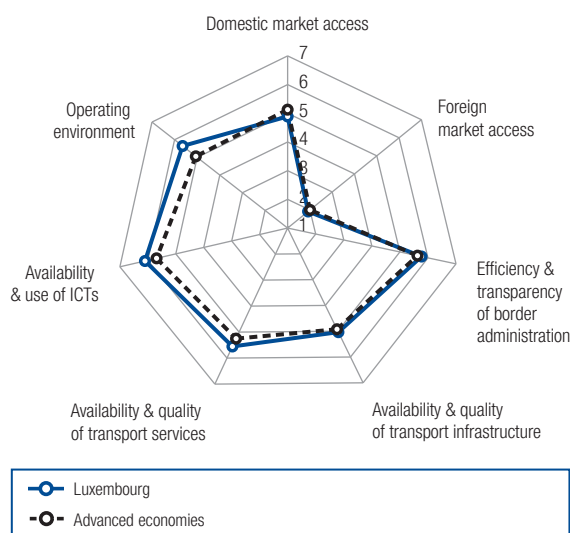 Domestic market access
7
6
5
4
3
2
1
Foreign
market access
Operating
environment
Efficiency &
transparency
of border
administration
Availability
& use of ICTs
Availability & quality
of transport services
Availability & quality
of transport infrastructure
Luxembourg
Advanced economies